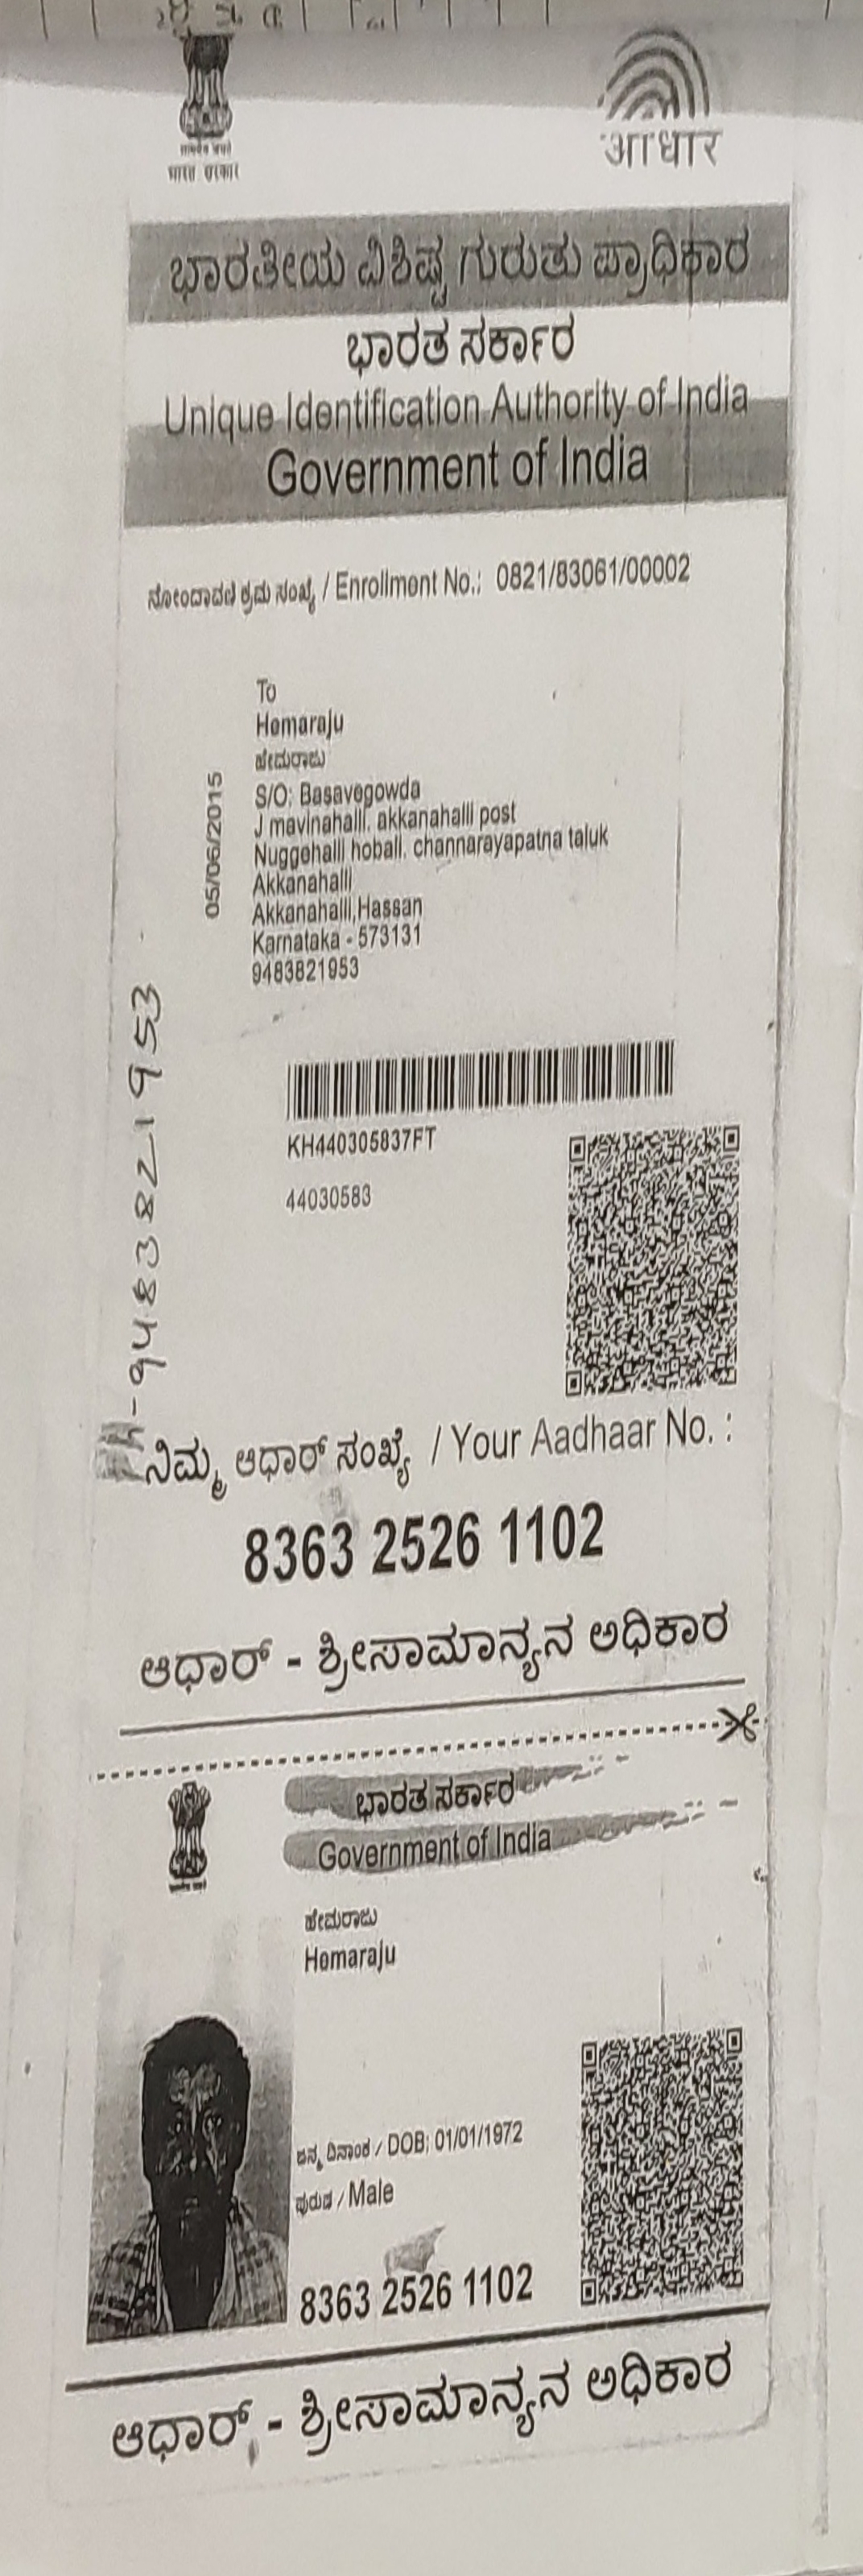 भारत सरकार
आधार
ಭಾರತೀಯ ವಿಶಿಷ್ಟ ಗುರುತು ಪ್ರಾಧಿಕಾರ
ಭಾರತ ಸರ್ಕಾರ
Unique Identification Authority of India
Government of India
ನೋಂದಾವಣೆ ಕ್ರಮ ಸಂಖ್ಯೆ / Enrollment No.: 0821/83061/00002
To
Hemaraju
ಹೇಮರಾಜು
S/O: Basavegowda
J mavinahalli. akkanahalli post
Nuggehalli hobali. channarayapatna taluk
Akkanahalli
Akkanahalli,Hassan
Karnataka - 573131
9483821953
05/06/2015
-9483821953
KH440305837FT
44030583
ನಿಮ್ಮ ಆಧಾರ್ ಸಂಖ್ಯೆ / Your Aadhaar No. :
8363 2526 1102
ಆಧಾರ್ - ಶ್ರೀಸಾಮಾನ್ಯನ ಅಧಿಕಾರ
ಭಾರತ ಸರ್ಕಾರ
Government of India
ಹೇಮರಾಜು
Hemaraju
ಜನ್ಮ ದಿನಾಂಕ / DOB: 01/01/1972
ಪುರುಷ / Male
8363 2526 1102
ಆಧಾರ್ - ಶ್ರೀಸಾಮಾನ್ಯನ ಅಧಿಕಾರ